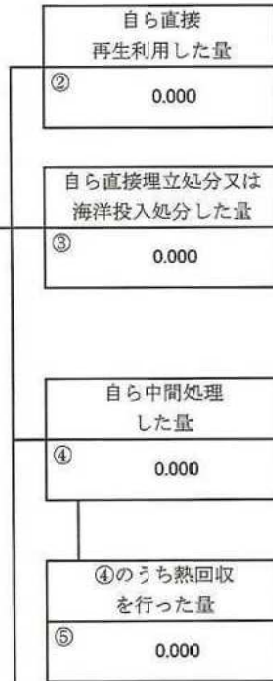 自ら直接
再生利用した量
②
0.000
自ら直接埋立処分又は
海洋投入処分した量
③
0.000
自ら中間処理
した量
④
0.000
④のうち熱回収
を行った量
⑤
0.000